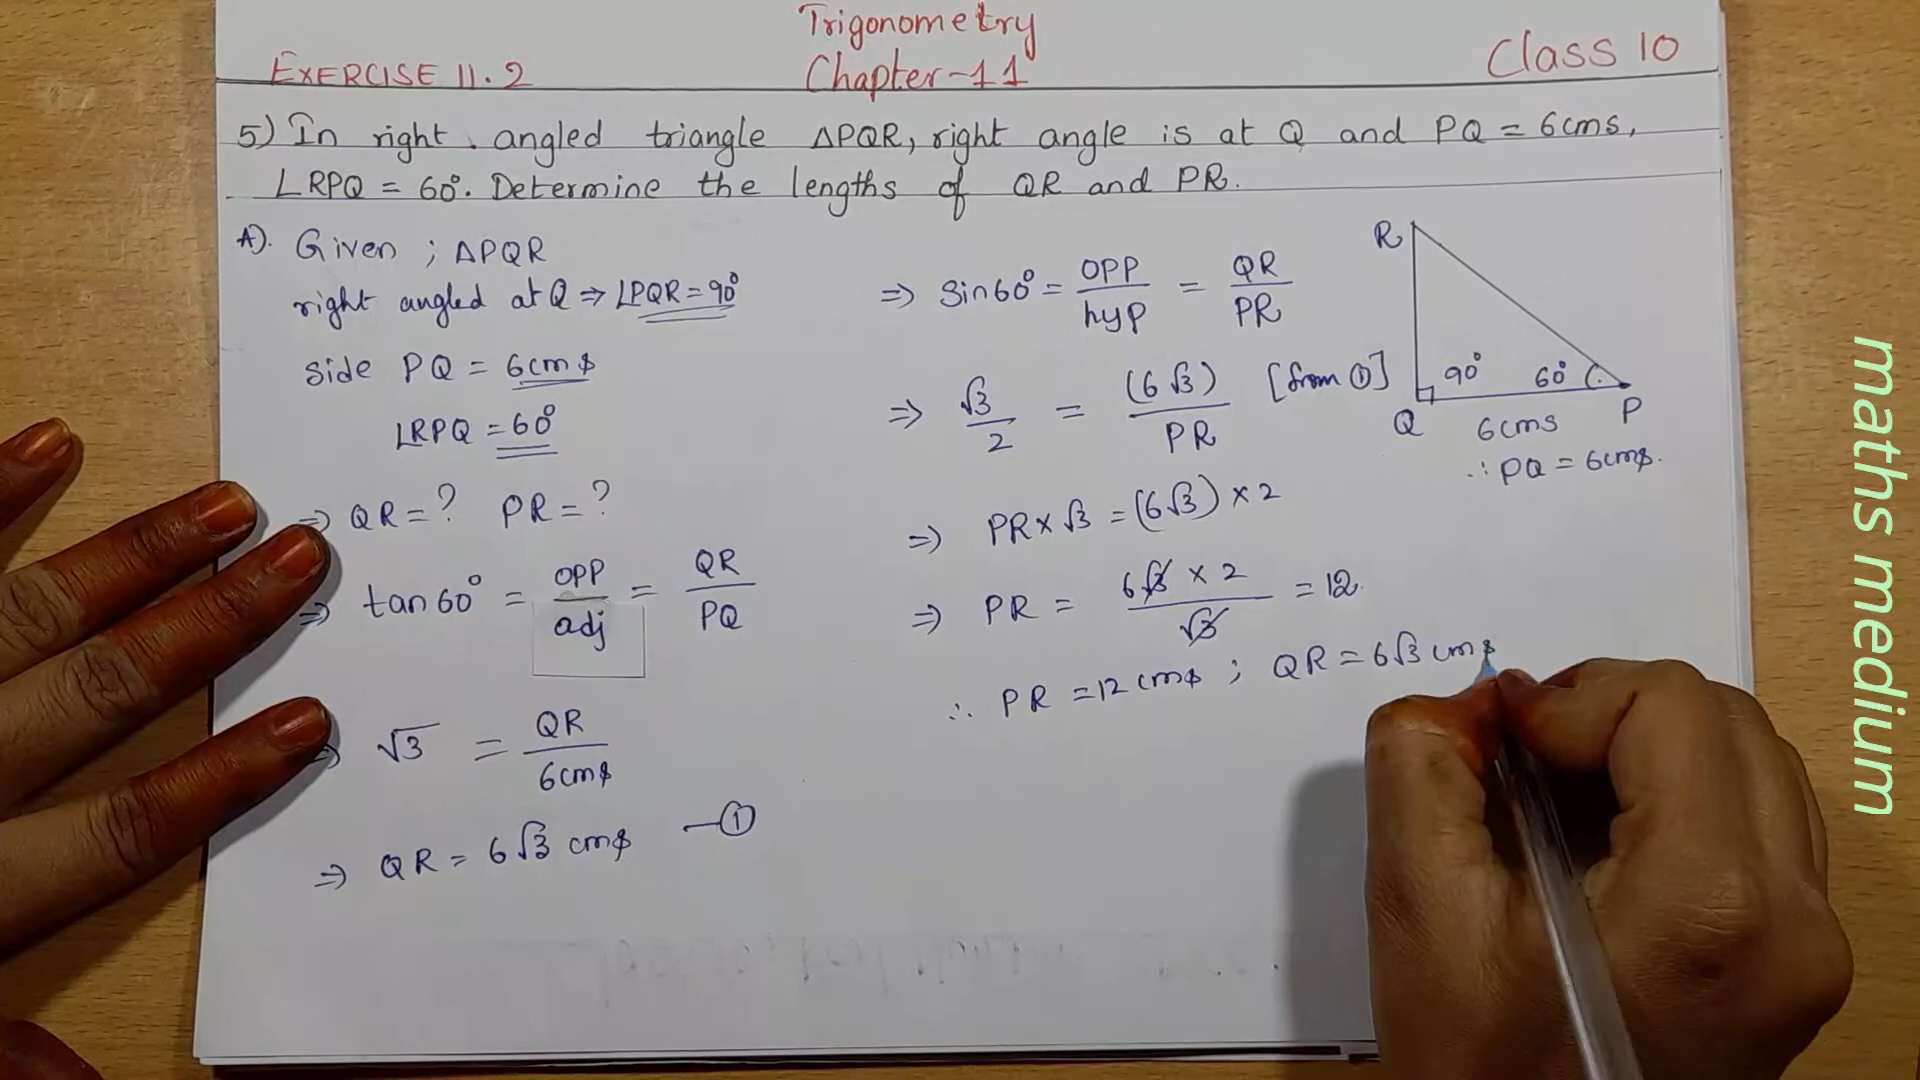 Trigonometry
EXERCISE 11.2
Chapter-11
Class 10
5) In right angled triangle ΔPQR, right angle is at Q and PQ = 6cms,
∠RPQ = 60°. Determine the lengths of QR and PR.
A). Given ; ΔPQR
right angled at Q ⇒ ∠PQR = 90°
side PQ = 6cms
∠RPQ = 60°
⇒ QR = ? PR = ?
⇒ tan60° = opp/adj = QR/PQ
⇒ √3 = QR/6cms
⇒ QR = 6√3 cms —①
⇒ Sin60° = opp/hyp = QR/PR
⇒ √3/2 = (6√3)/PR [from ①]
⇒ PR × √3 = (6√3) × 2
⇒ PR = 6√3 × 2/√3 = 12.
∴ PR = 12 cms ; QR = 6√3 cms
R
90° 60°
Q 6cms P
∴ PQ = 6cms.
maths medium